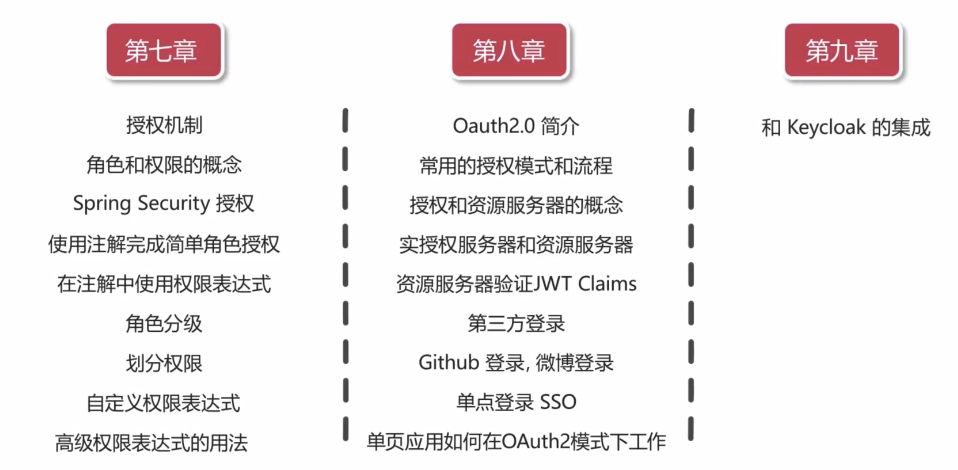 第七章
授权机制
角色和权限的概念
Spring Security 授权
使用注解完成简单角色授权
在注解中使用权限表达式
角色分级
划分权限
自定义权限表达式
高级权限表达式的用法
第八章
Oauth2.0 简介
常用的授权模式和流程
授权和资源服务器的概念
实授权服务器和资源服务器
资源服务器验证JWT Claims
第三方登录
Github 登录, 微博登录
单点登录 SSO
单页应用如何在OAuth2模式下工作
第九章
和 Keycloak 的集成